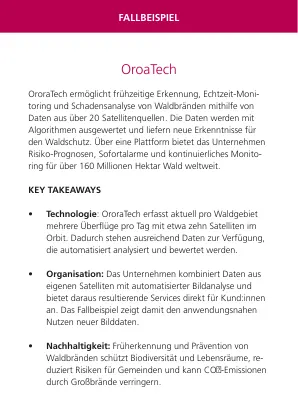 FALLBEISPIEL
OroaTech
OroraTech ermöglicht frühzeitige Erkennung, Echtzeit-Moni-
toring und Schadensanalyse von Waldbränden mithilfe von
Daten aus über 20 Satellitenquellen. Die Daten werden mit
Algorithmen ausgewertet und liefern neue Erkenntnisse für
den Waldschutz. Über eine Plattform bietet das Unternehmen
Risiko-Prognosen, Sofortalarme und kontinuierliches Monito-
ring für über 160 Millionen Hektar Wald weltweit.
KEY TAKEAWAYS
• Technologie: OroraTech erfasst aktuell pro Waldgebiet
mehrere Überflüge pro Tag mit etwa zehn Satelliten im
Orbit. Dadurch stehen ausreichend Daten zur Verfügung,
die automatisiert analysiert und bewertet werden.
• Organisation: Das Unternehmen kombiniert Daten aus
eigenen Satelliten mit automatisierter Bildanalyse und
bietet daraus resultierende Services direkt für Kund:innen
an. Das Fallbeispiel zeigt damit den anwendungsnahen
Nutzen neuer Bilddaten.
• Nachhaltigkeit: Früherkennung und Prävention von
Waldbränden schützt Biodiversität und Lebensräume, re-
duziert Risiken für Gemeinden und kann CO₂-Emissionen
durch Großbrände verringern.